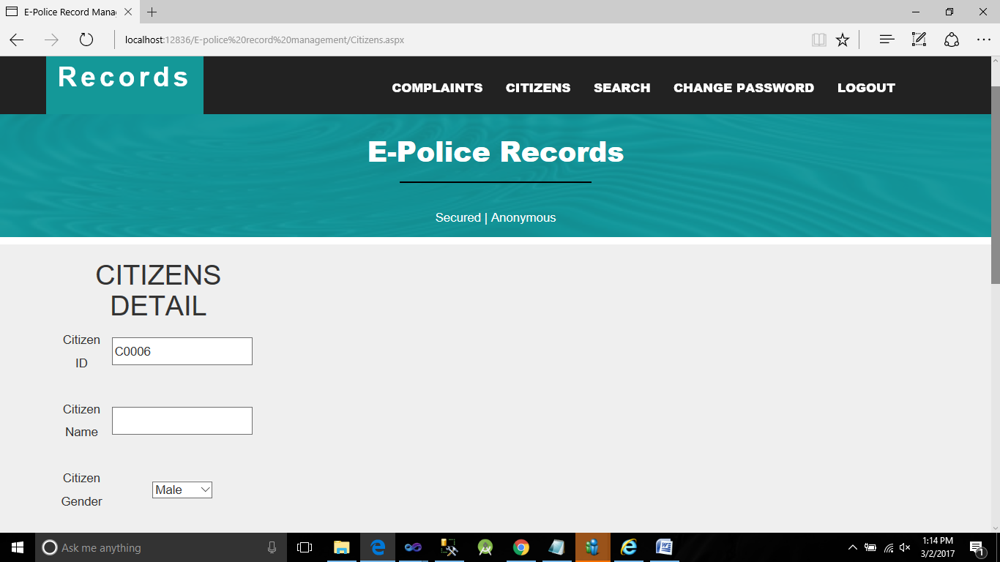 E-Police Record Mana
localhost:12836/E-police%20record%20management/Citizens.aspx
Records
COMPLAINTS CITIZENS SEARCH CHANGE PASSWORD LOGOUT
E-Police Records
Secured | Anonymous
CITIZENS
DETAIL
Citizen
ID
C0006
Citizen
Name
Citizen
Gender
Male
Ask me anything
1:14 PM
3/2/2017
1